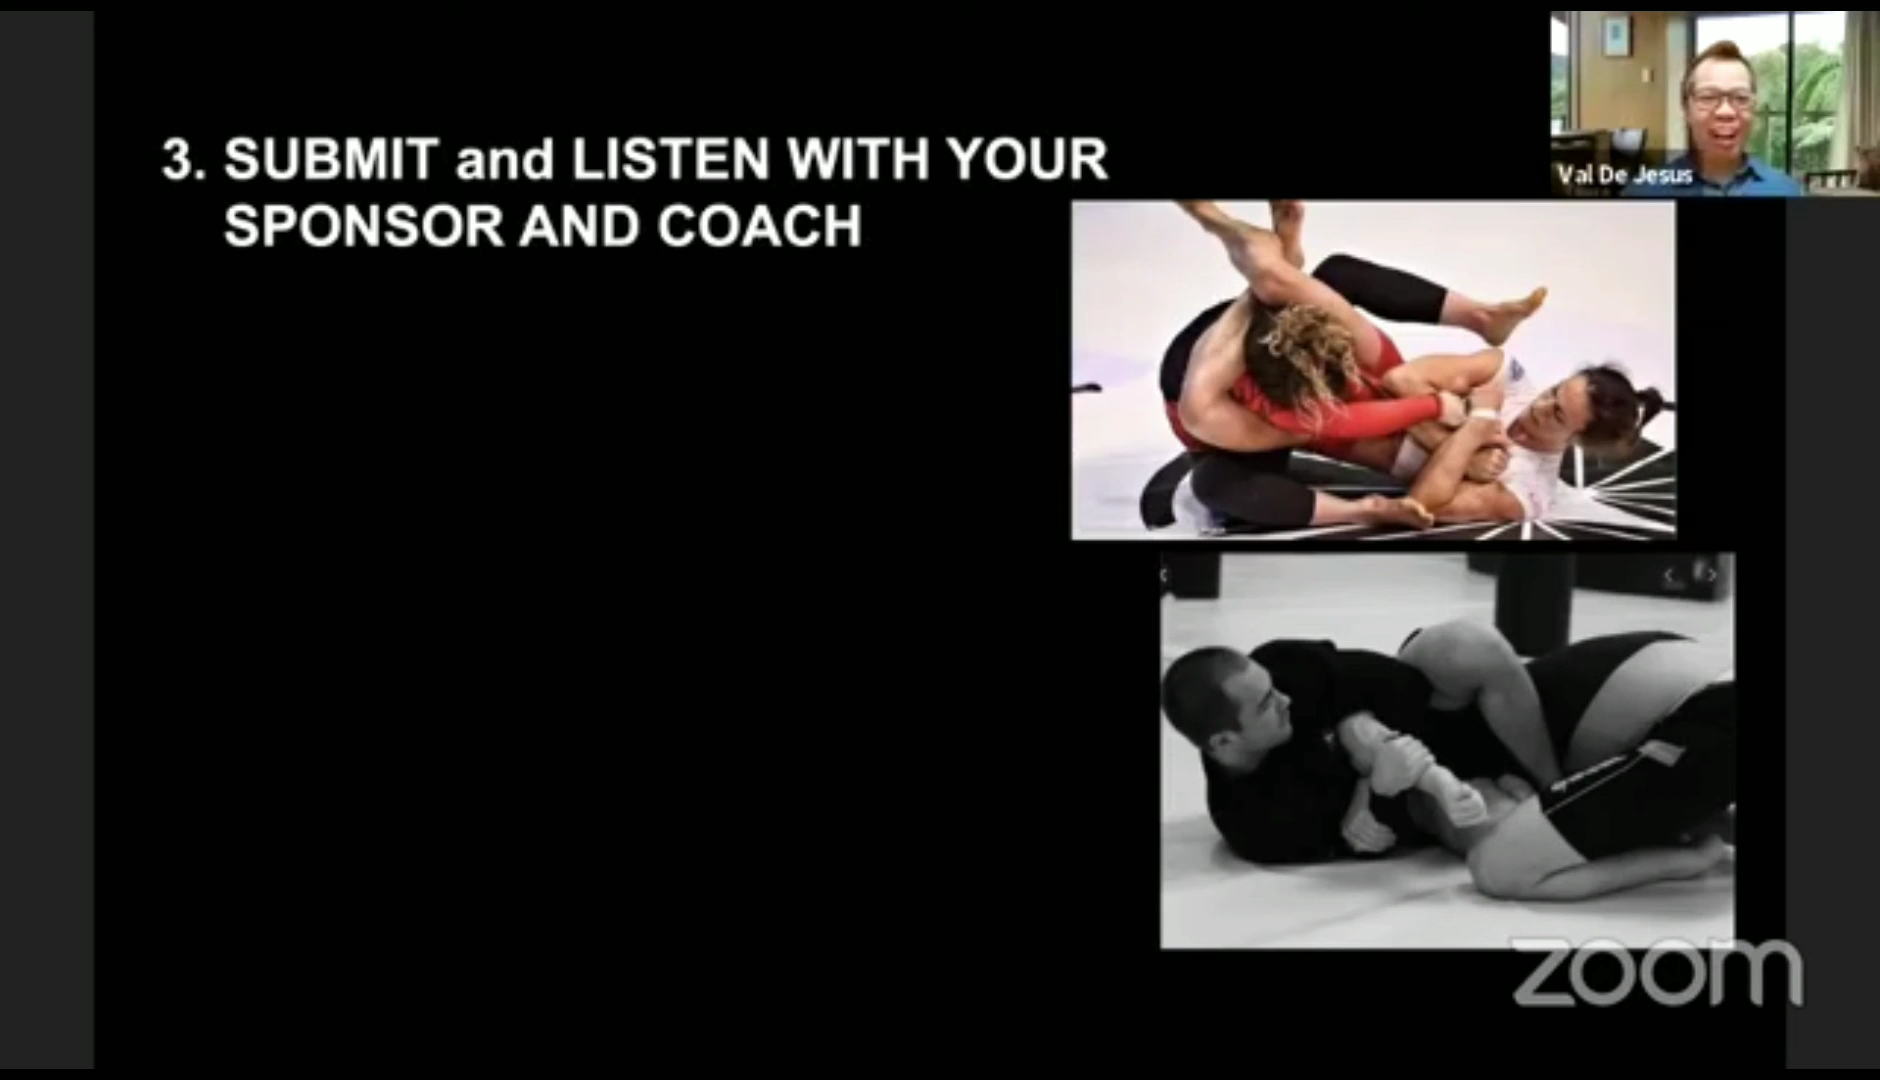 Val De Jesus
3. SUBMIT and LISTEN WITH YOUR
SPONSOR AND COACH
zoom